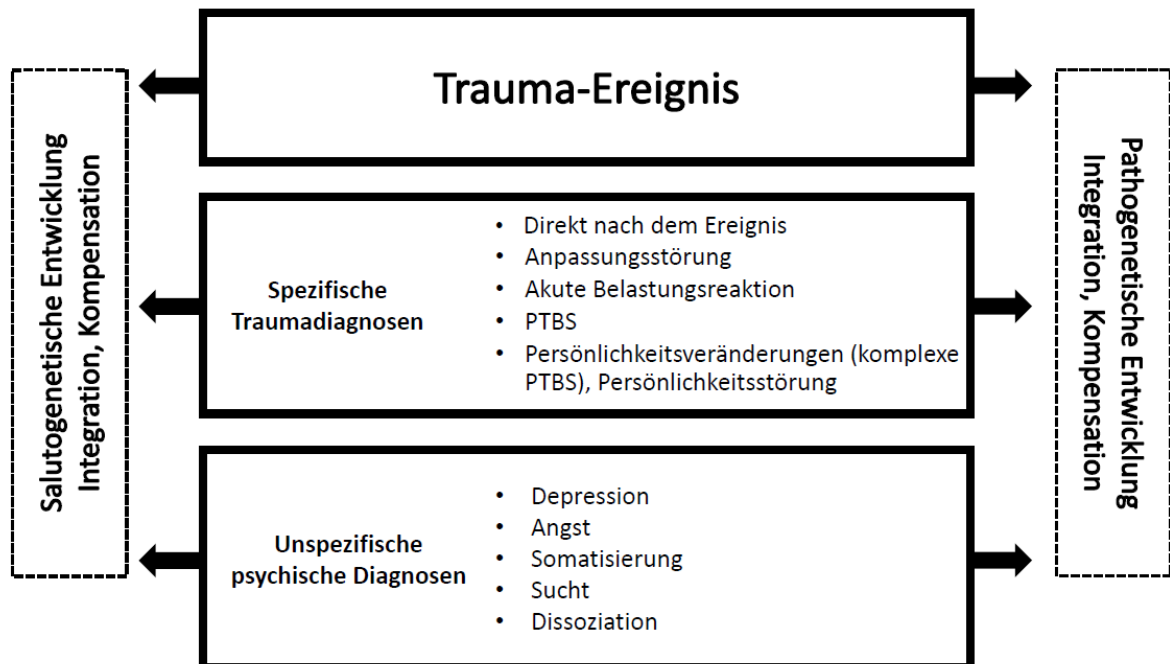 Trauma-Ereignis
Salutogenetische Entwicklung
Integration, Kompensation
Pathogenetische Entwicklung
Integration, Kompensation
Spezifische
Traumadiagnosen
• Direkt nach dem Ereignis
• Anpassungsstörung
• Akute Belastungsreaktion
• PTBS
• Persönlichkeitsveränderungen (komplexe
PTBS), Persönlichkeitsstörung
Unspezifische
psychische Diagnosen
• Depression
• Angst
• Somatisierung
• Sucht
• Dissoziation